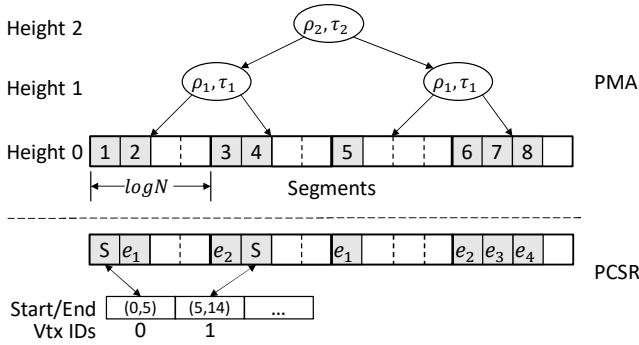 Height 2
ρ₂, τ₂
Height 1
ρ₁, τ₁
ρ₁, τ₁
PMA
Height 0
1 2 3 4 5 6 7 8
logN
Segments
S e₁ e₂ S e₁ e₂ e₃ e₄
PCSR
Start/End (0,5) (5,14) ...
Vtx IDs 0 1